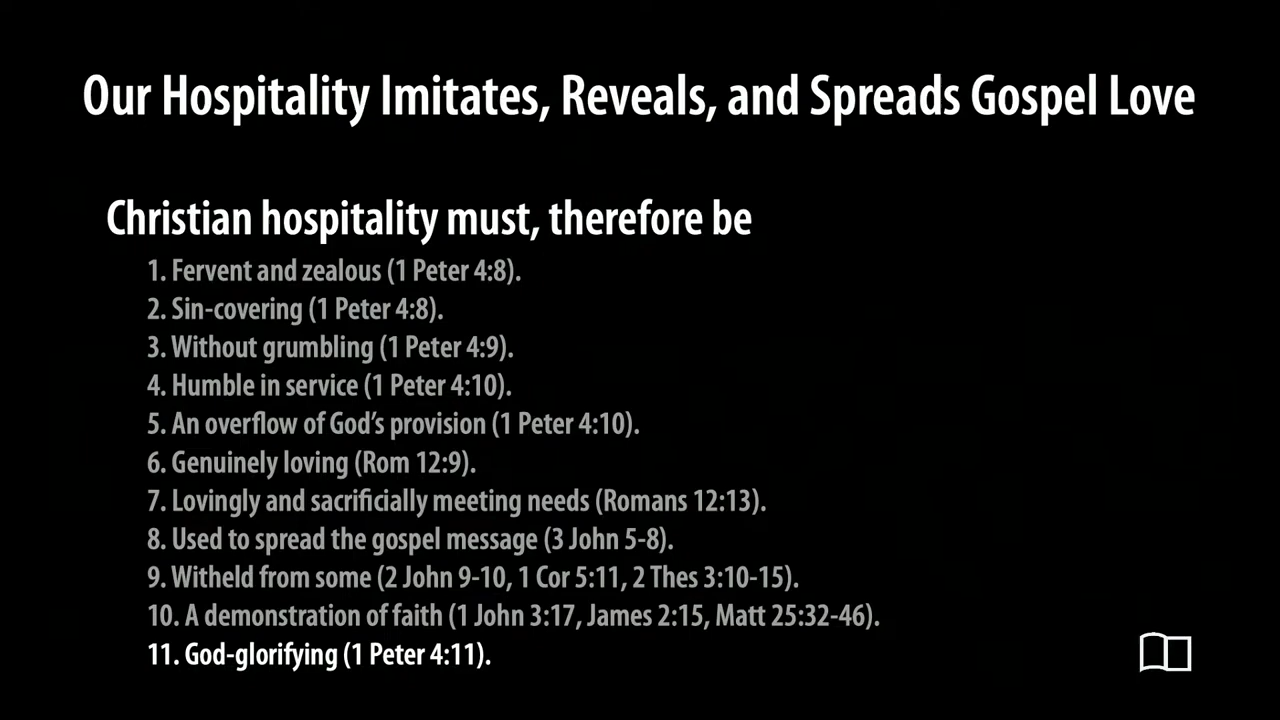 Our Hospitality Imitates, Reveals, and Spreads Gospel Love
Christian hospitality must, therefore be
1. Fervent and zealous (1 Peter 4:8).
2. Sin-covering (1 Peter 4:8).
3. Without grumbling (1 Peter 4:9).
4. Humble in service (1 Peter 4:10).
5. An overflow of God’s provision (1 Peter 4:10).
6. Genuinely loving (Rom 12:9).
7. Lovingly and sacrificially meeting needs (Romans 12:13).
8. Used to spread the gospel message (3 John 5-8).
9. Witheld from some (2 John 9-10, 1 Cor 5:11, 2 Thes 3:10-15).
10. A demonstration of faith (1 John 3:17, James 2:15, Matt 25:32-46).
11. God-glorifying (1 Peter 4:11).